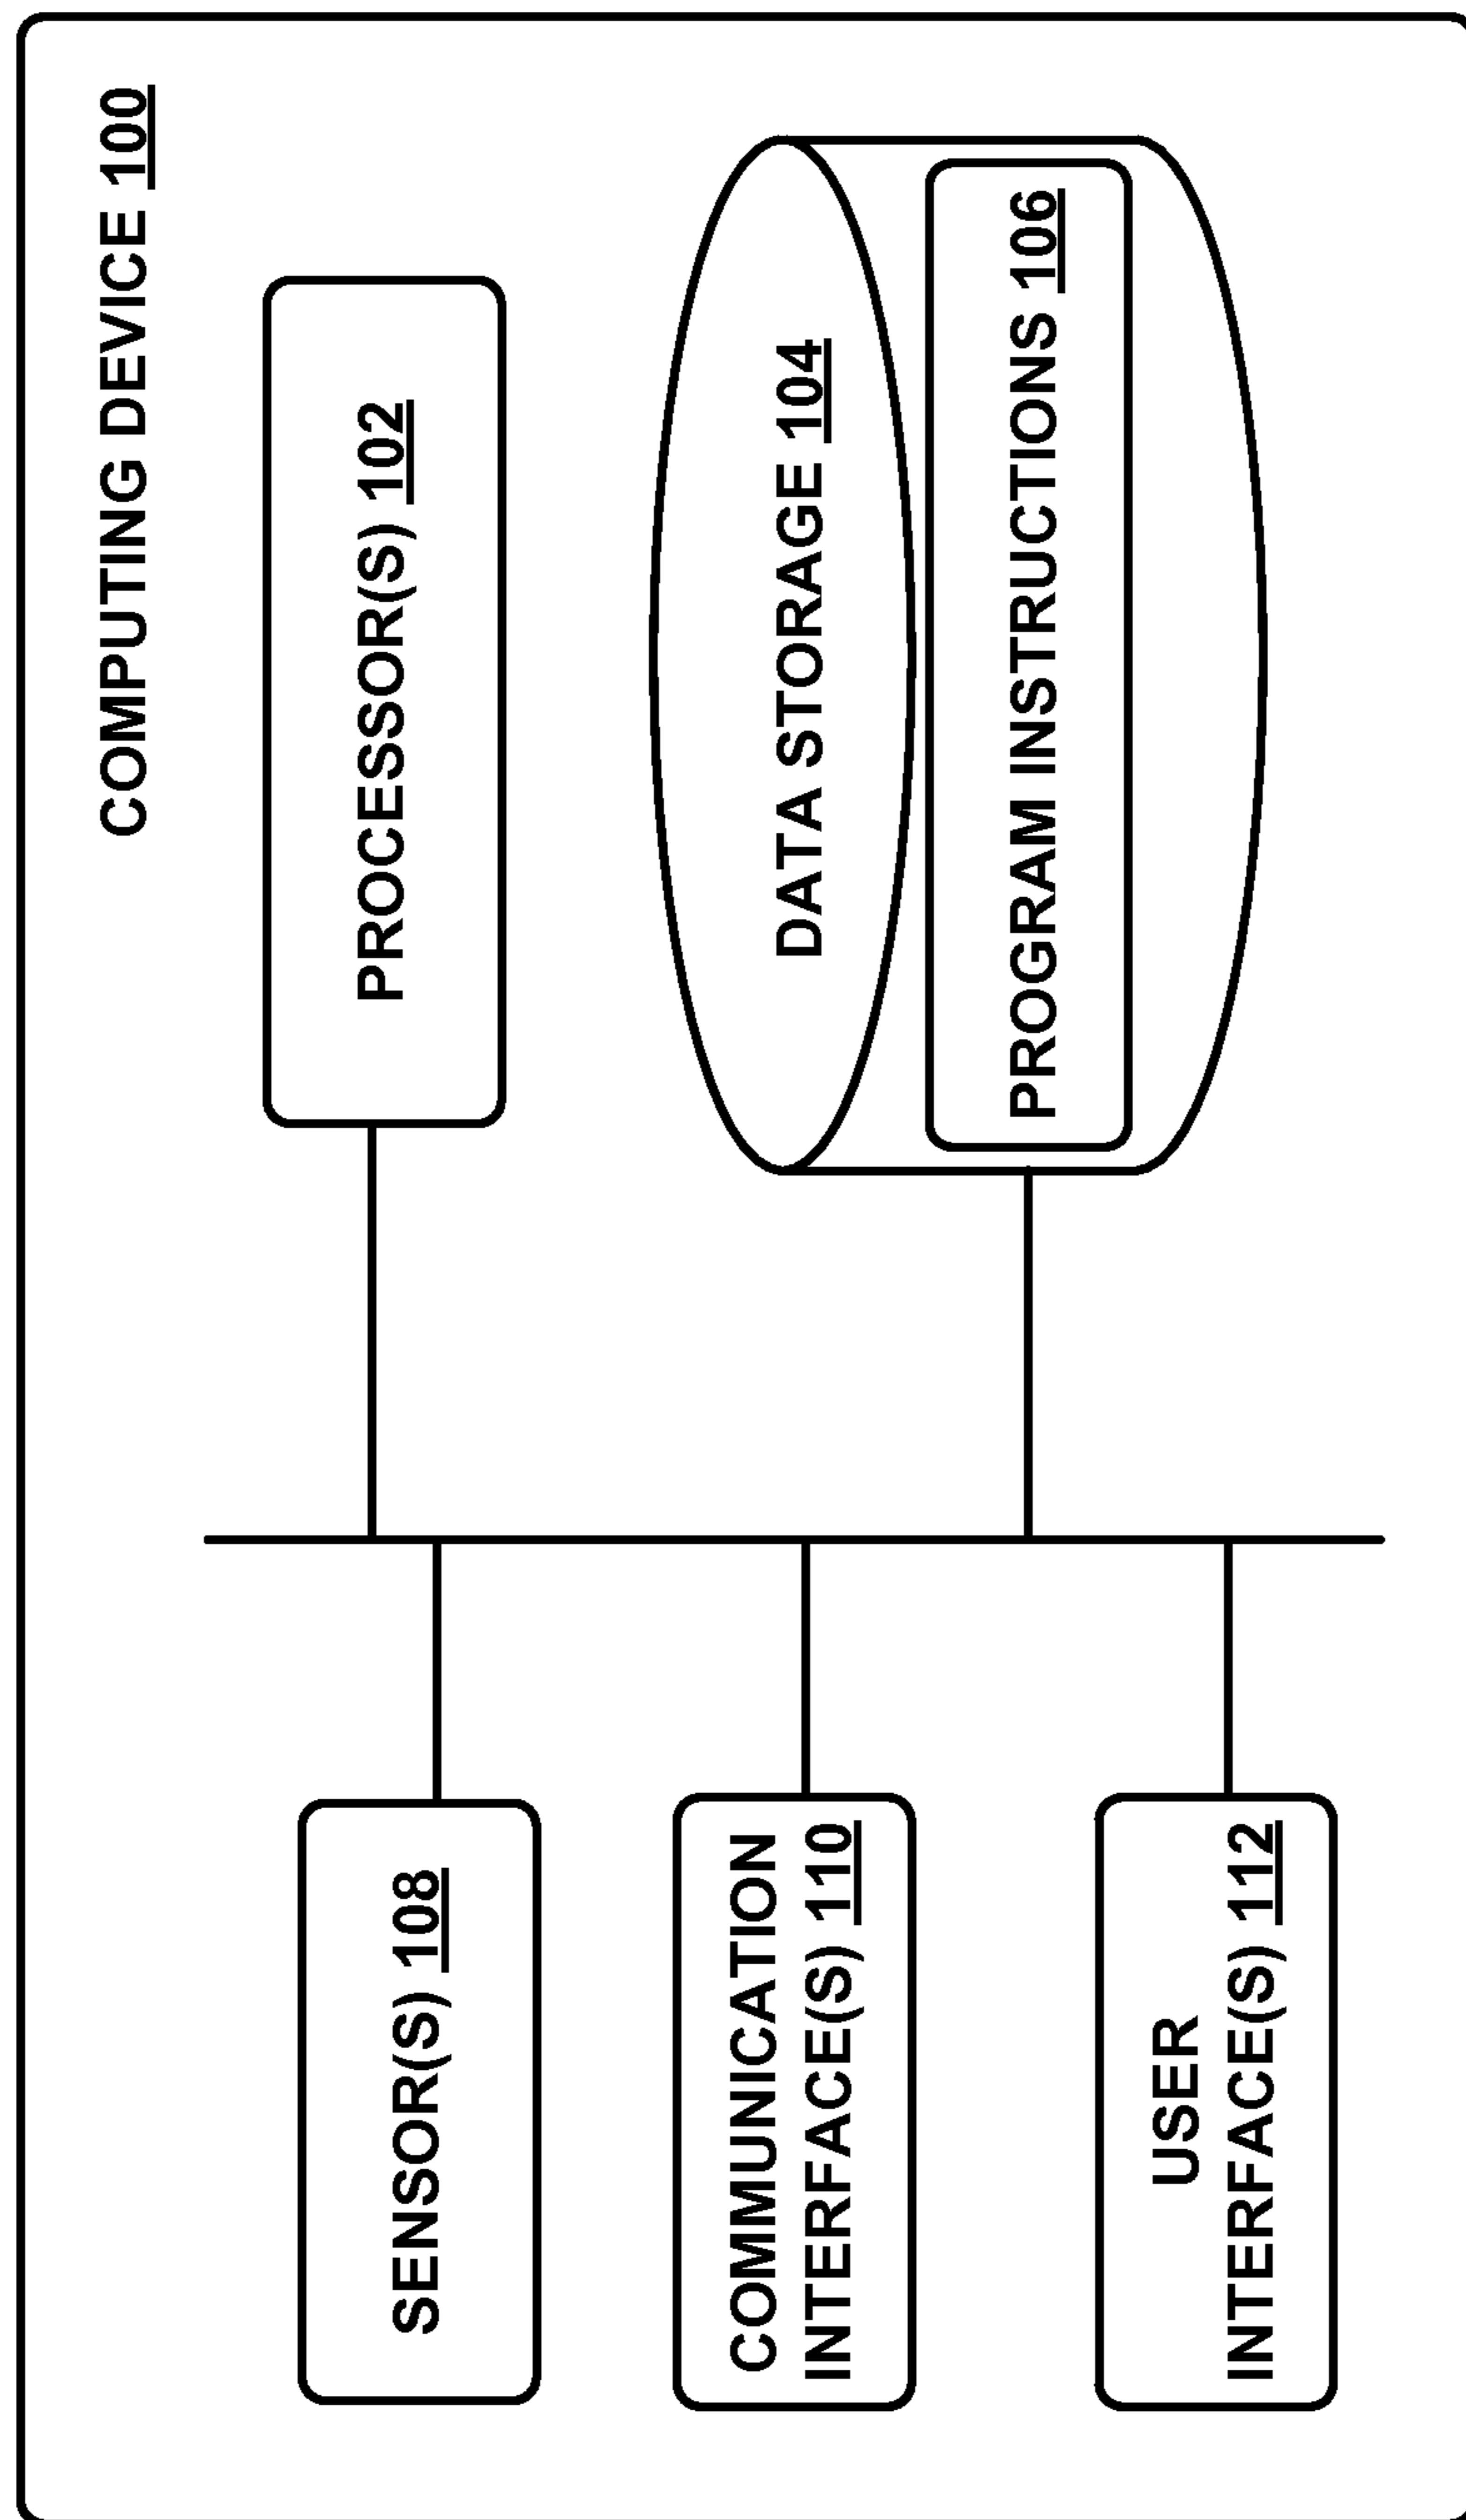 COMPUTING DEVICE 100
PROCESSOR(S) 102
DATA STORAGE 104
PROGRAM INSTRUCTIONS 106
SENSOR(S) 108
COMMUNICATION
INTERFACE(S) 110
USER
INTERFACE(S) 112